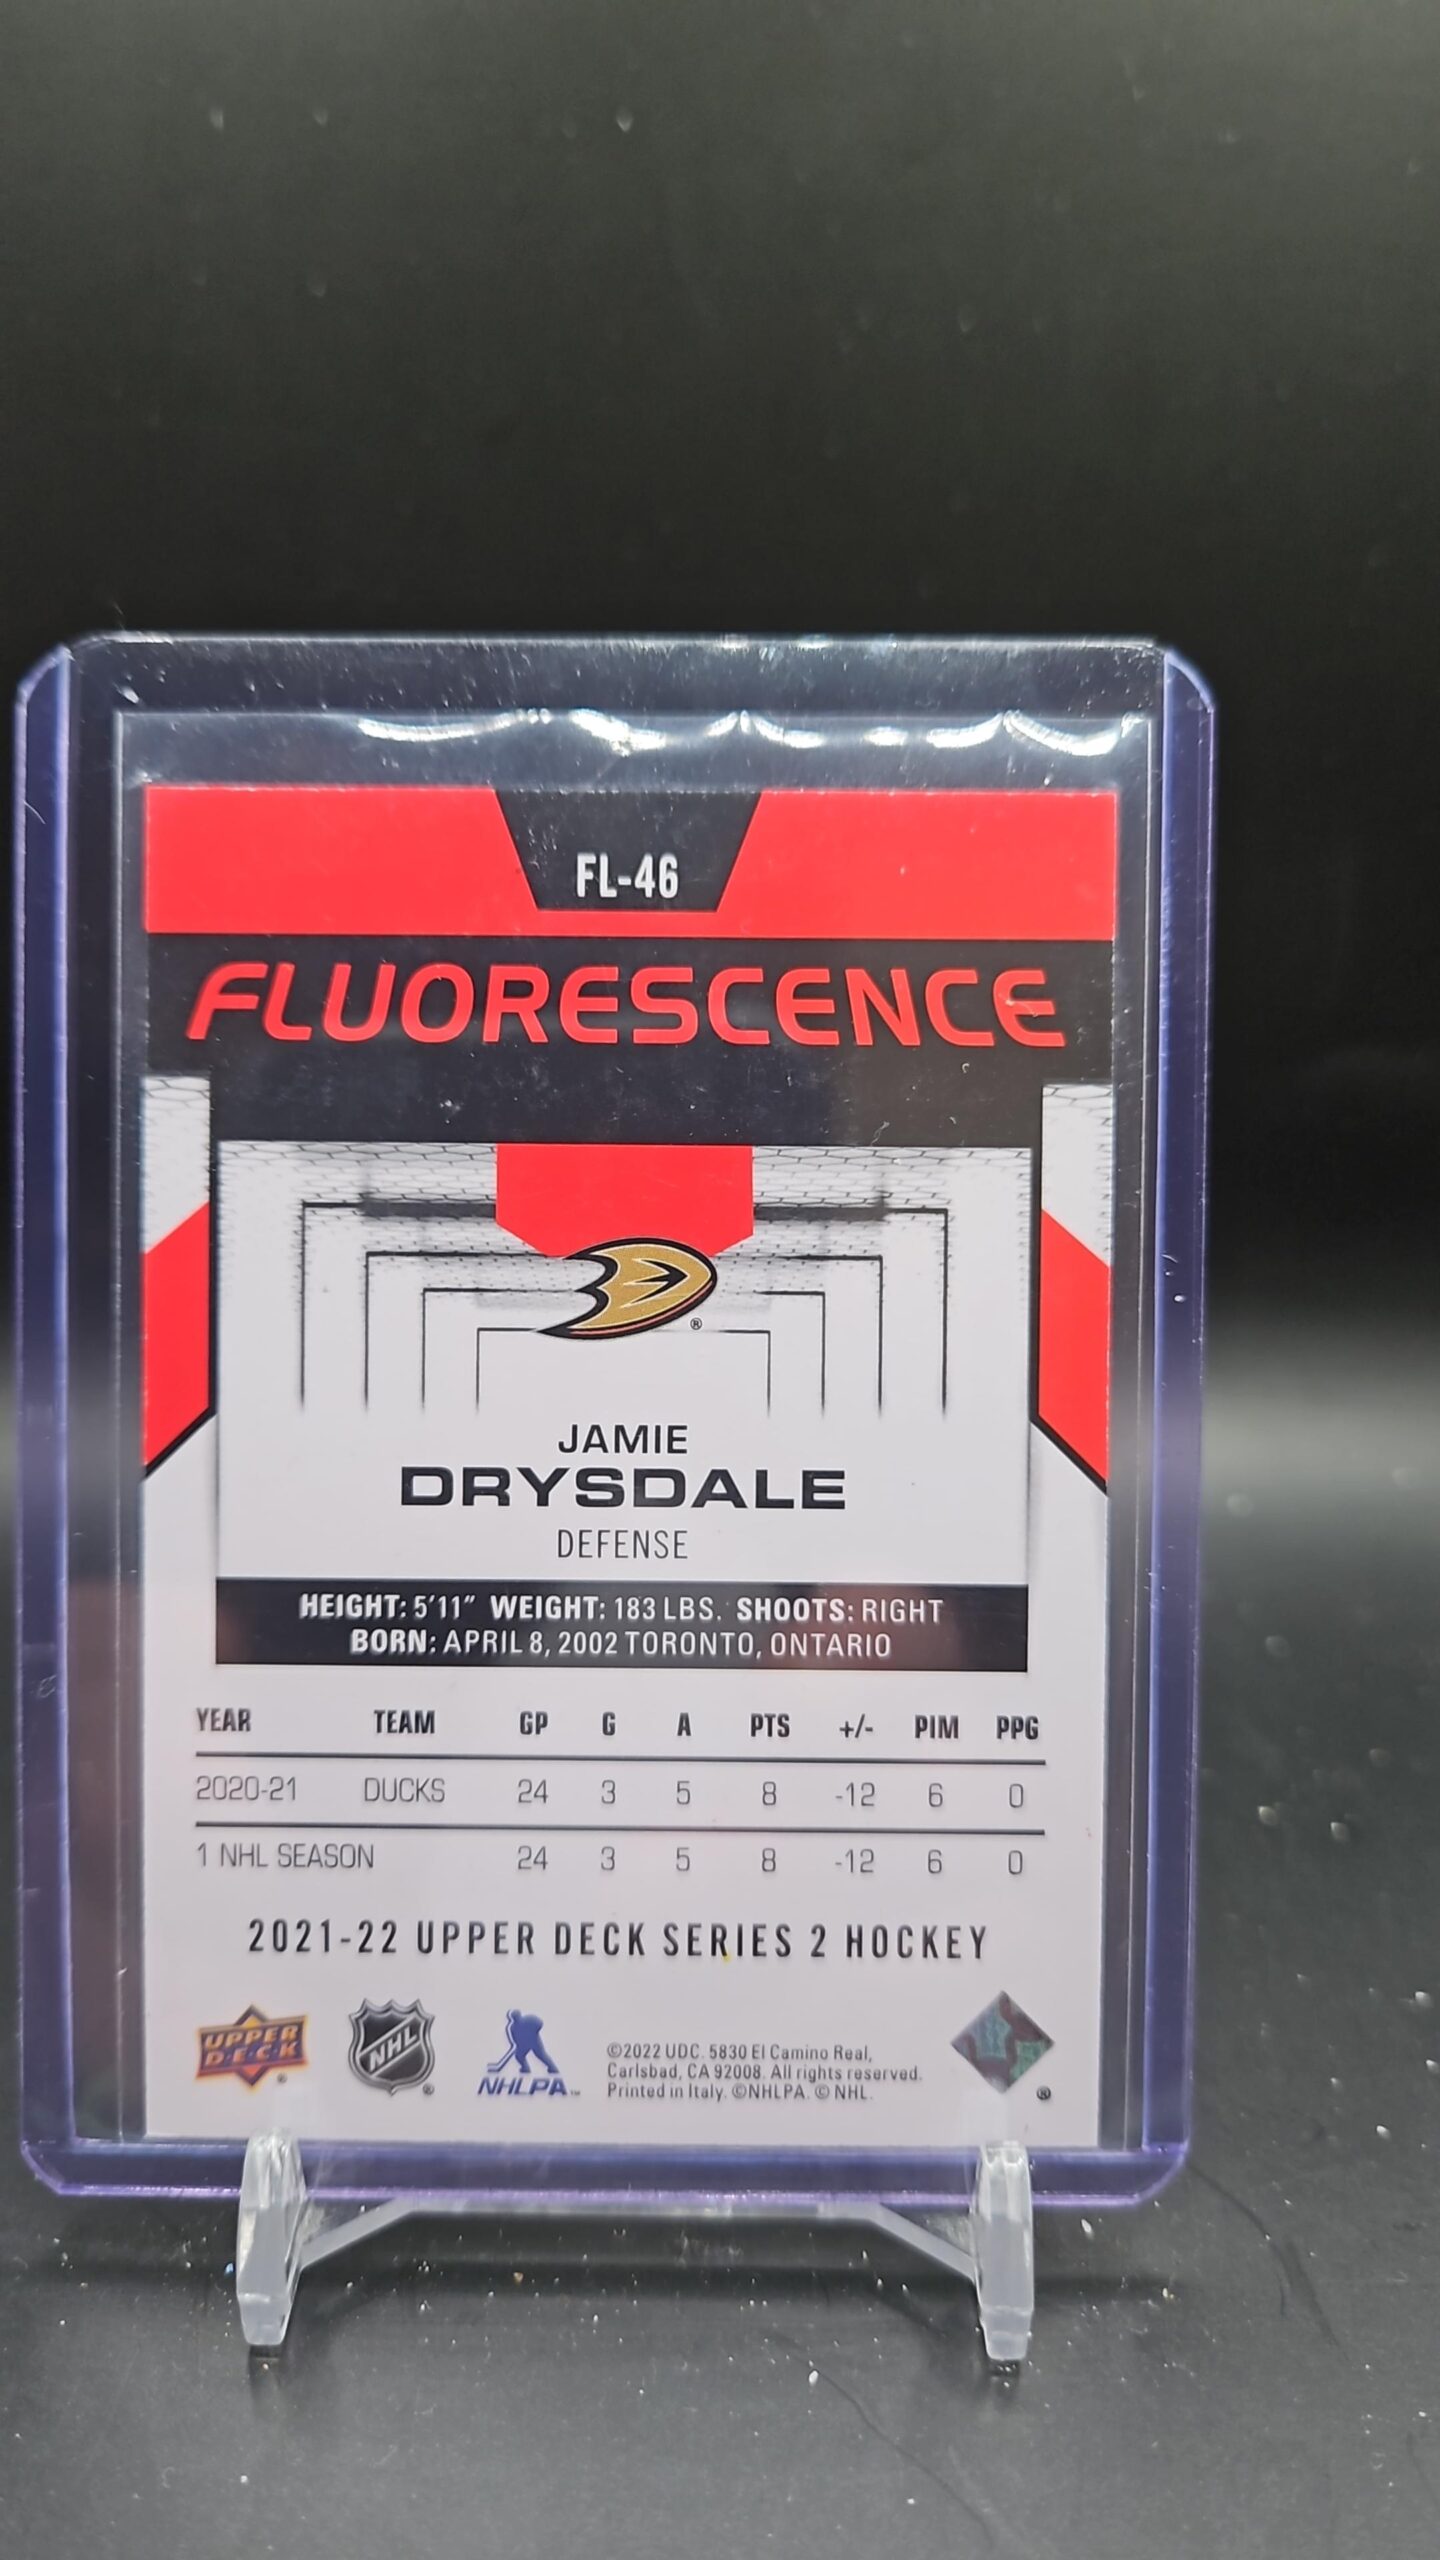 FL-46
FLUORESCENCE
®
JAMIE
DRYSDALE
DEFENSE
HEIGHT: 5'11" WEIGHT: 183 LBS. SHOOTS: RIGHT
BORN: APRIL 8, 2002 TORONTO, ONTARIO
YEAR TEAM GP G A PTS +/- PIM PPG
2020-21 DUCKS 24 3 5 8 -12 6 0
1 NHL SEASON 24 3 5 8 -12 6 0
2021-22 UPPER DECK SERIES 2 HOCKEY
UPPER DECK ®
NHL ®
NHLPA™
©2022 UDC. 5830 El Camino Real,
Carlsbad, CA 92008. All rights reserved.
Printed in Italy. ©NHLPA. © NHL.
®